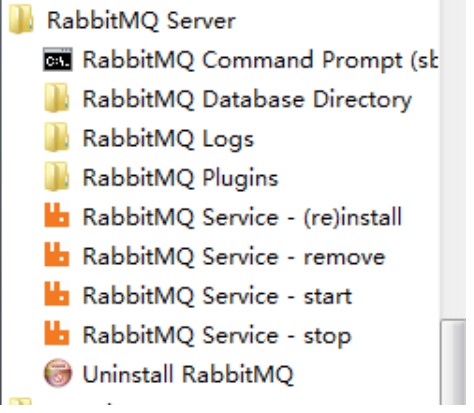 RabbitMQ Server
RabbitMQ Command Prompt (sb
RabbitMQ Database Directory
RabbitMQ Logs
RabbitMQ Plugins
RabbitMQ Service - (re)install
RabbitMQ Service - remove
RabbitMQ Service - start
RabbitMQ Service - stop
Uninstall RabbitMQ